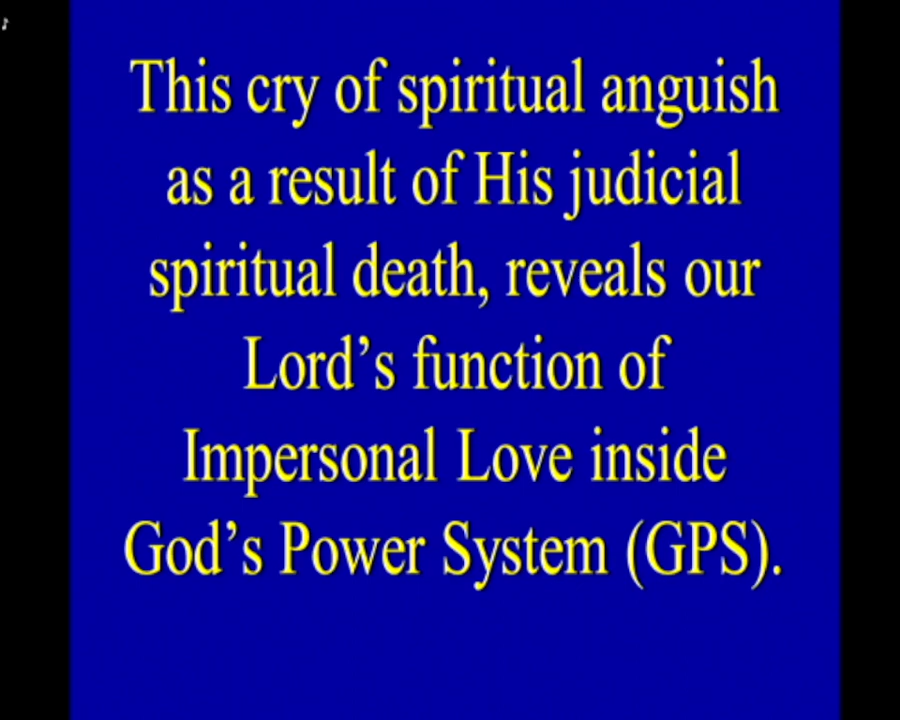 This cry of spiritual anguish
as a result of His judicial
spiritual death, reveals our
Lord’s function of
Impersonal Love inside
God’s Power System (GPS).